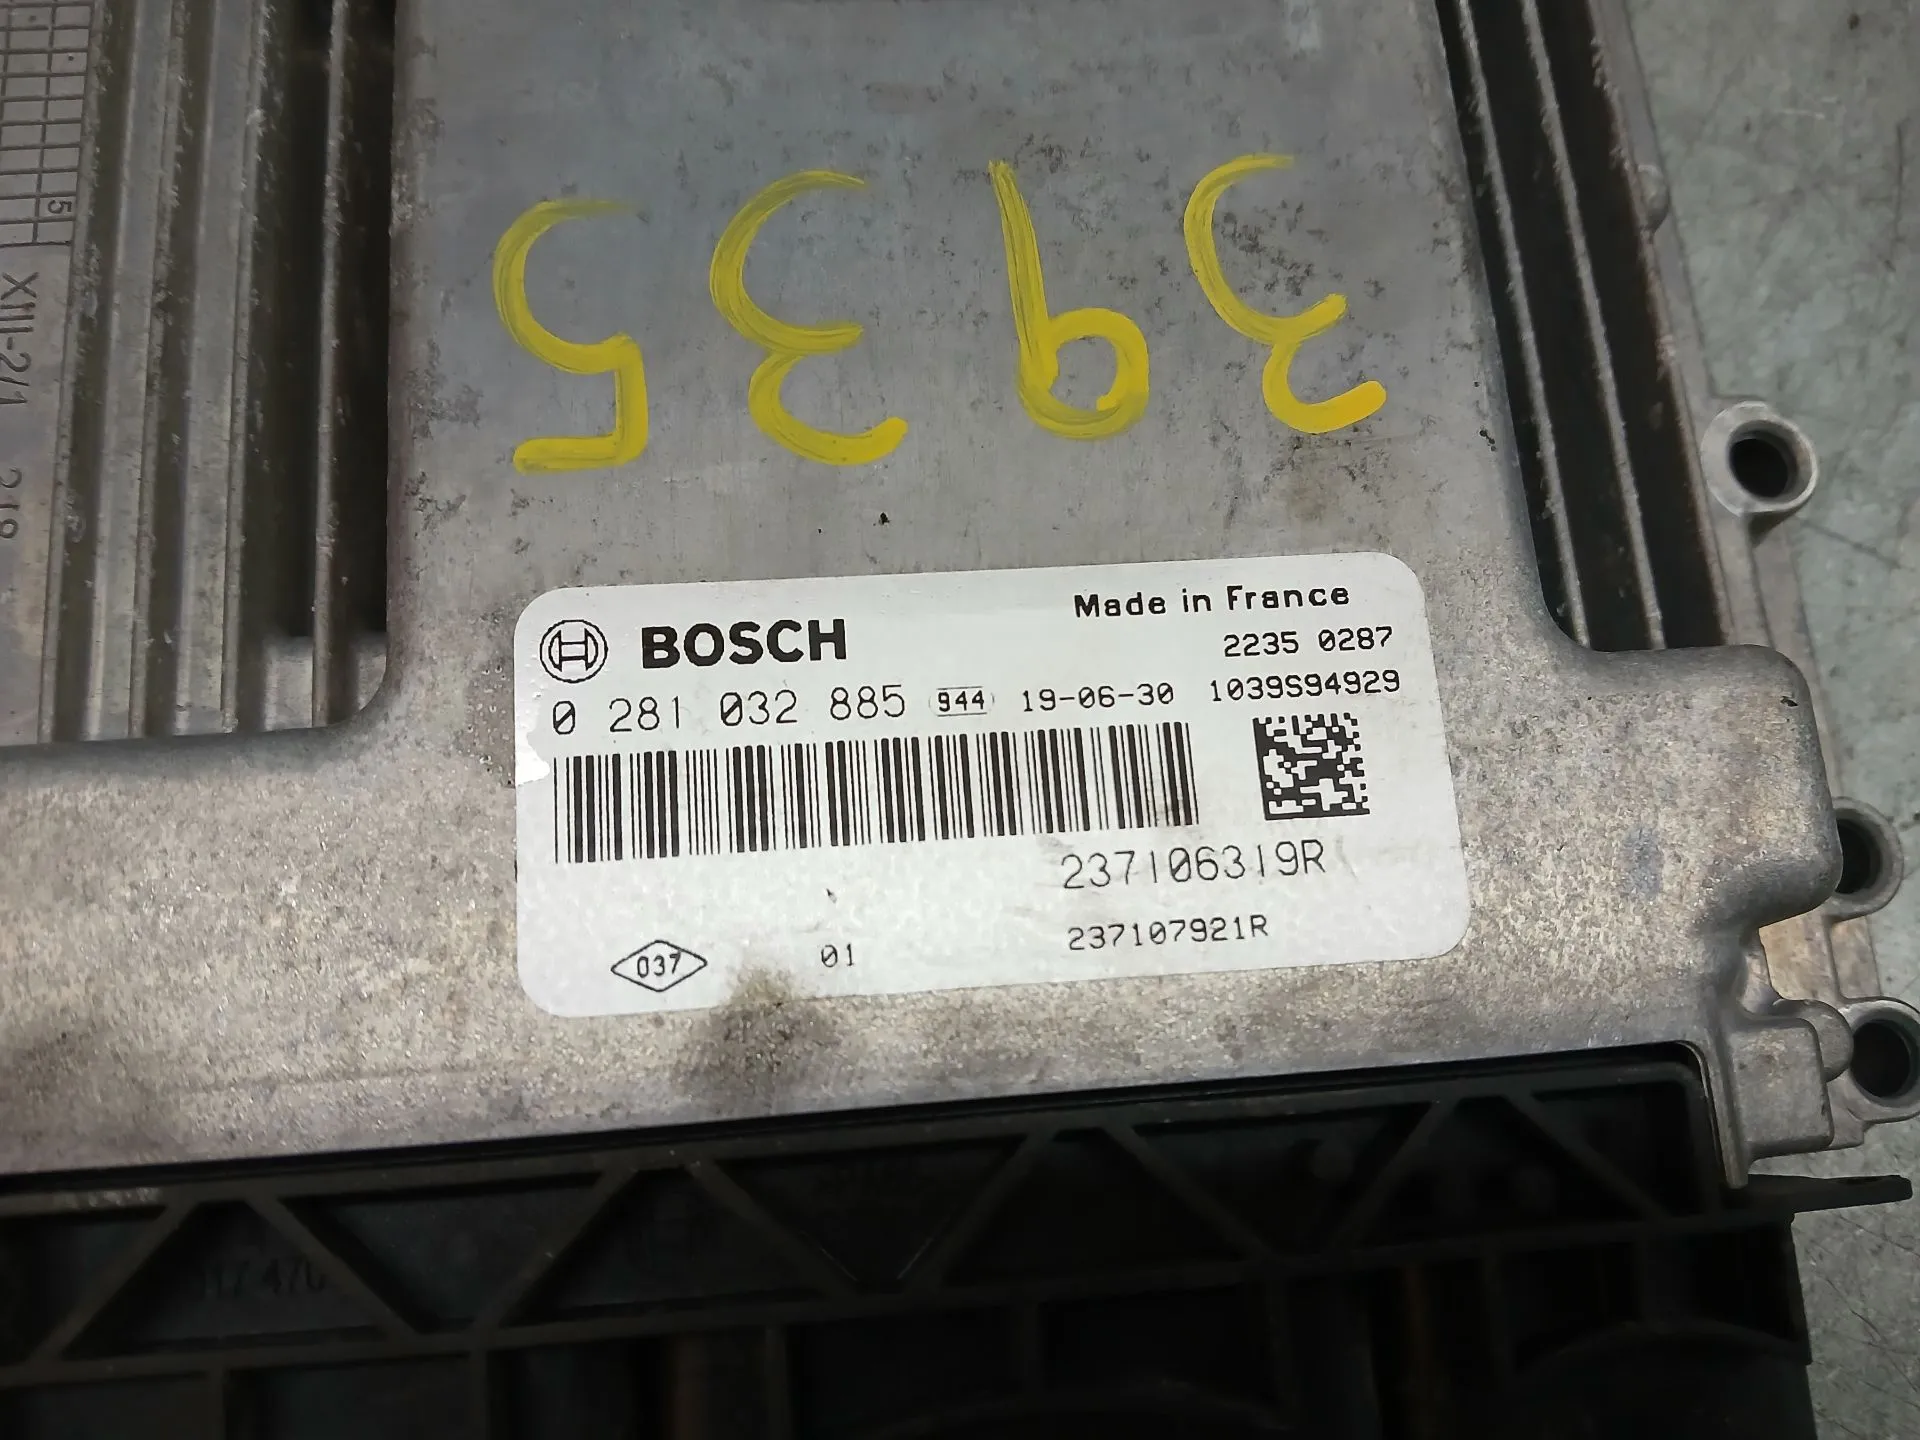 3935
BOSCH
Made in France
2235 0287
0 281 032 885 944 19-06-30 1039S94929
237106319R
037 01 237107921R
5